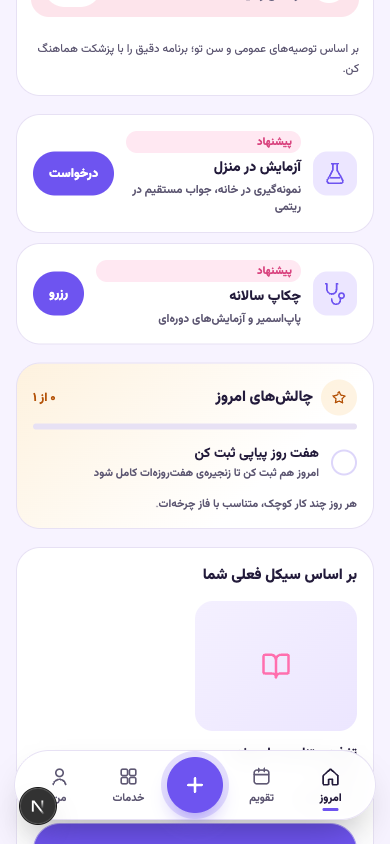 بر اساس توصیه‌های عمومی و سن تو؛ برنامه دقیق را با پزشکت هماهنگ
کن.
پیشنهاد
آزمایش در منزل
نمونه‌گیری در خانه، جواب مستقیم در
ریتمی
درخواست
پیشنهاد
چکاپ سالانه
پاپ‌اسمیر و آزمایش‌های دوره‌ای
رزرو
چالش‌های امروز
۰ از ۱
هفت روز پیاپی ثبت کن
امروز هم ثبت کن تا زنجیره‌ی هفت‌روزه‌ات کامل شود
هر روز چند کار کوچک، متناسب با فاز چرخه‌ات.
بر اساس سیکل فعلی شما
امروز
تقویم
خدمات
من
N